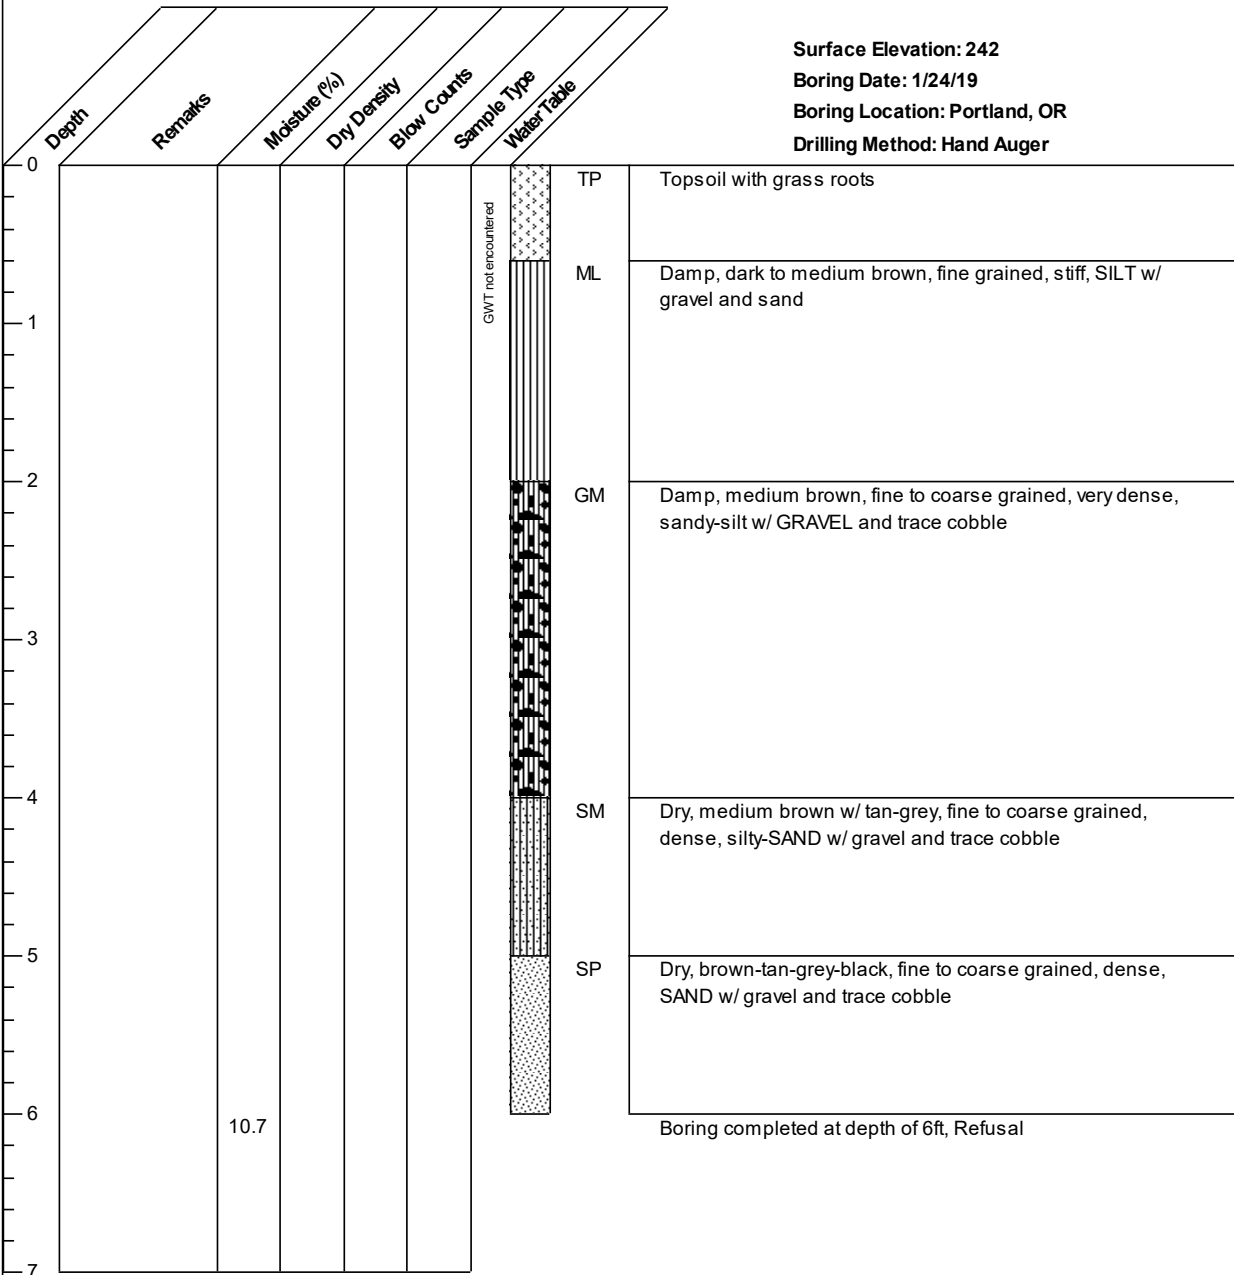 Surface Elevation: 242
Boring Date: 1/24/19
Boring Location: Portland, OR
Drilling Method: Hand Auger
Depth
Remarks
Moisture (%)
Dry Density
Blow Counts
Sample Type
Water Table
0
GWT not encountered
TP
Topsoil with grass roots
ML
Damp, dark to medium brown, fine grained, stiff, SILT w/
gravel and sand
1
2
GM
Damp, medium brown, fine to coarse grained, very dense,
sandy-silt w/ GRAVEL and trace cobble
3
4
SM
Dry, medium brown w/ tan-grey, fine to coarse grained,
dense, silty-SAND w/ gravel and trace cobble
5
SP
Dry, brown-tan-grey-black, fine to coarse grained, dense,
SAND w/ gravel and trace cobble
6
10.7
Boring completed at depth of 6ft, Refusal
7